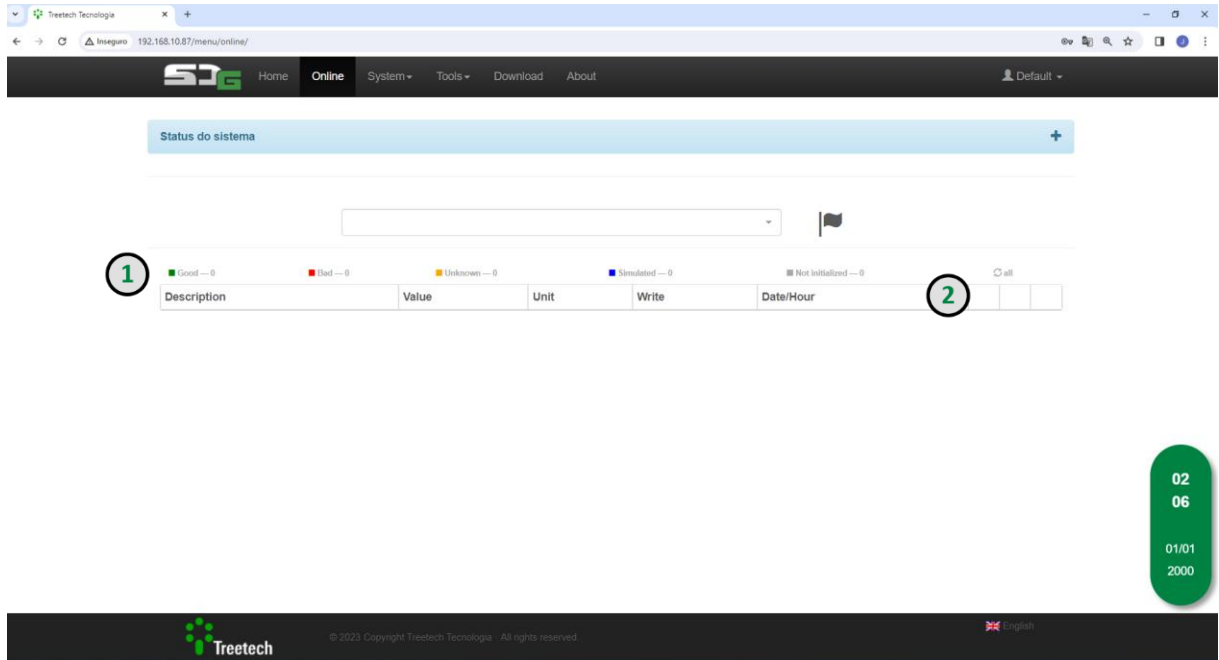 Treetech Tecnologia
Inseguro 192.168.10.87/menu/online/
SDG Home Online System Tools Download About Default
Status do sistema
1
Good — 0 Bad — 0 Unknown — 0 Simulated — 0 Not initialized — 0 all
Description Value Unit Write Date/Hour
2
02
06
01/01
2000
Treetech © 2023 Copyright Treetech Tecnologia All rights reserved. English